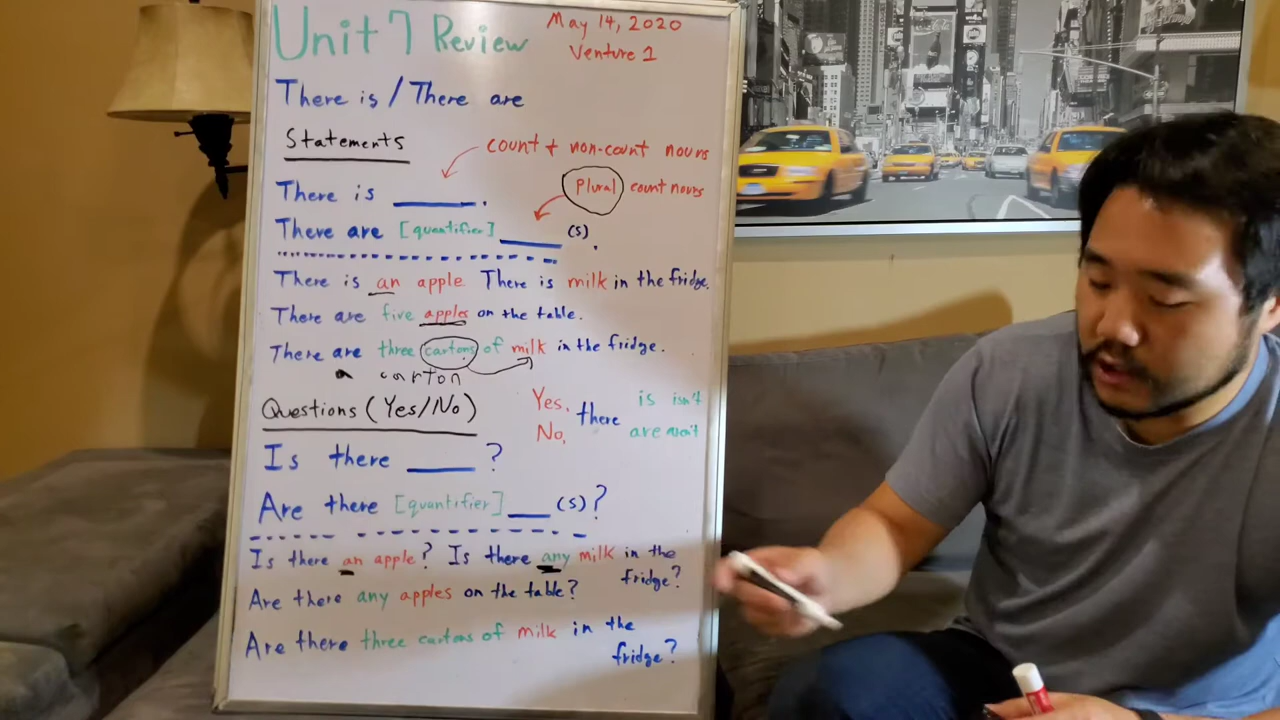 Unit 7 Review
May 14, 2020
Venture 1
There is / There are
Statements
count + non-count nouns
There is ______.
plural count nouns
There are [quantifier] ______(s).
There is an apple There is milk in the fridge.
There are five apples on the table.
There are three cartons of milk in the fridge.
a carton
Questions (Yes/No)
Yes, there is isn't
No, are aren't
Is there ______ ?
Are there [quantifier] ___(s)?
Is there an apple? Is there any milk in the
fridge?
Are there any apples on the table?
Are there three cartons of milk in the
fridge?